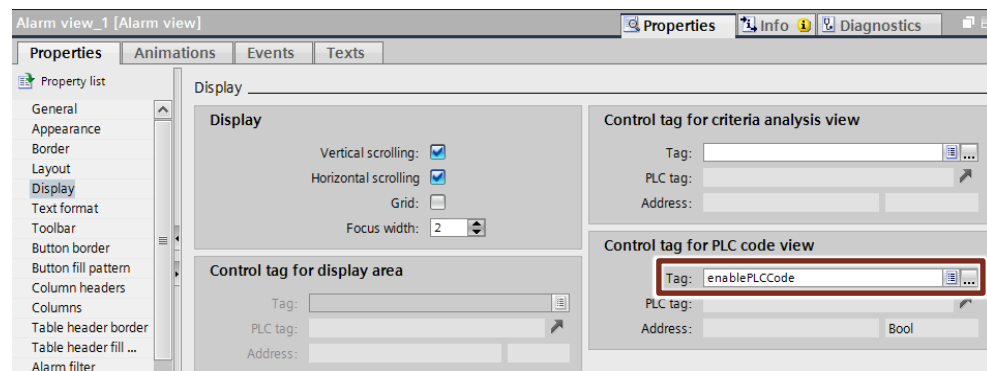 Alarm view_1 [Alarm view]
Properties
Info
Diagnostics
Properties
Animations
Events
Texts
Property list
General
Appearance
Border
Layout
Display
Text format
Toolbar
Button border
Button fill pattern
Column headers
Columns
Table header border
Table header fill ...
Alarm filter
Display
Display
Vertical scrolling:
Horizontal scrolling
Grid:
Focus width: 2
Control tag for display area
Tag:
PLC tag:
Address:
Control tag for criteria analysis view
Tag:
...
PLC tag:
Address:
Control tag for PLC code view
Tag: enablePLCCode
...
PLC tag:
Address: Bool